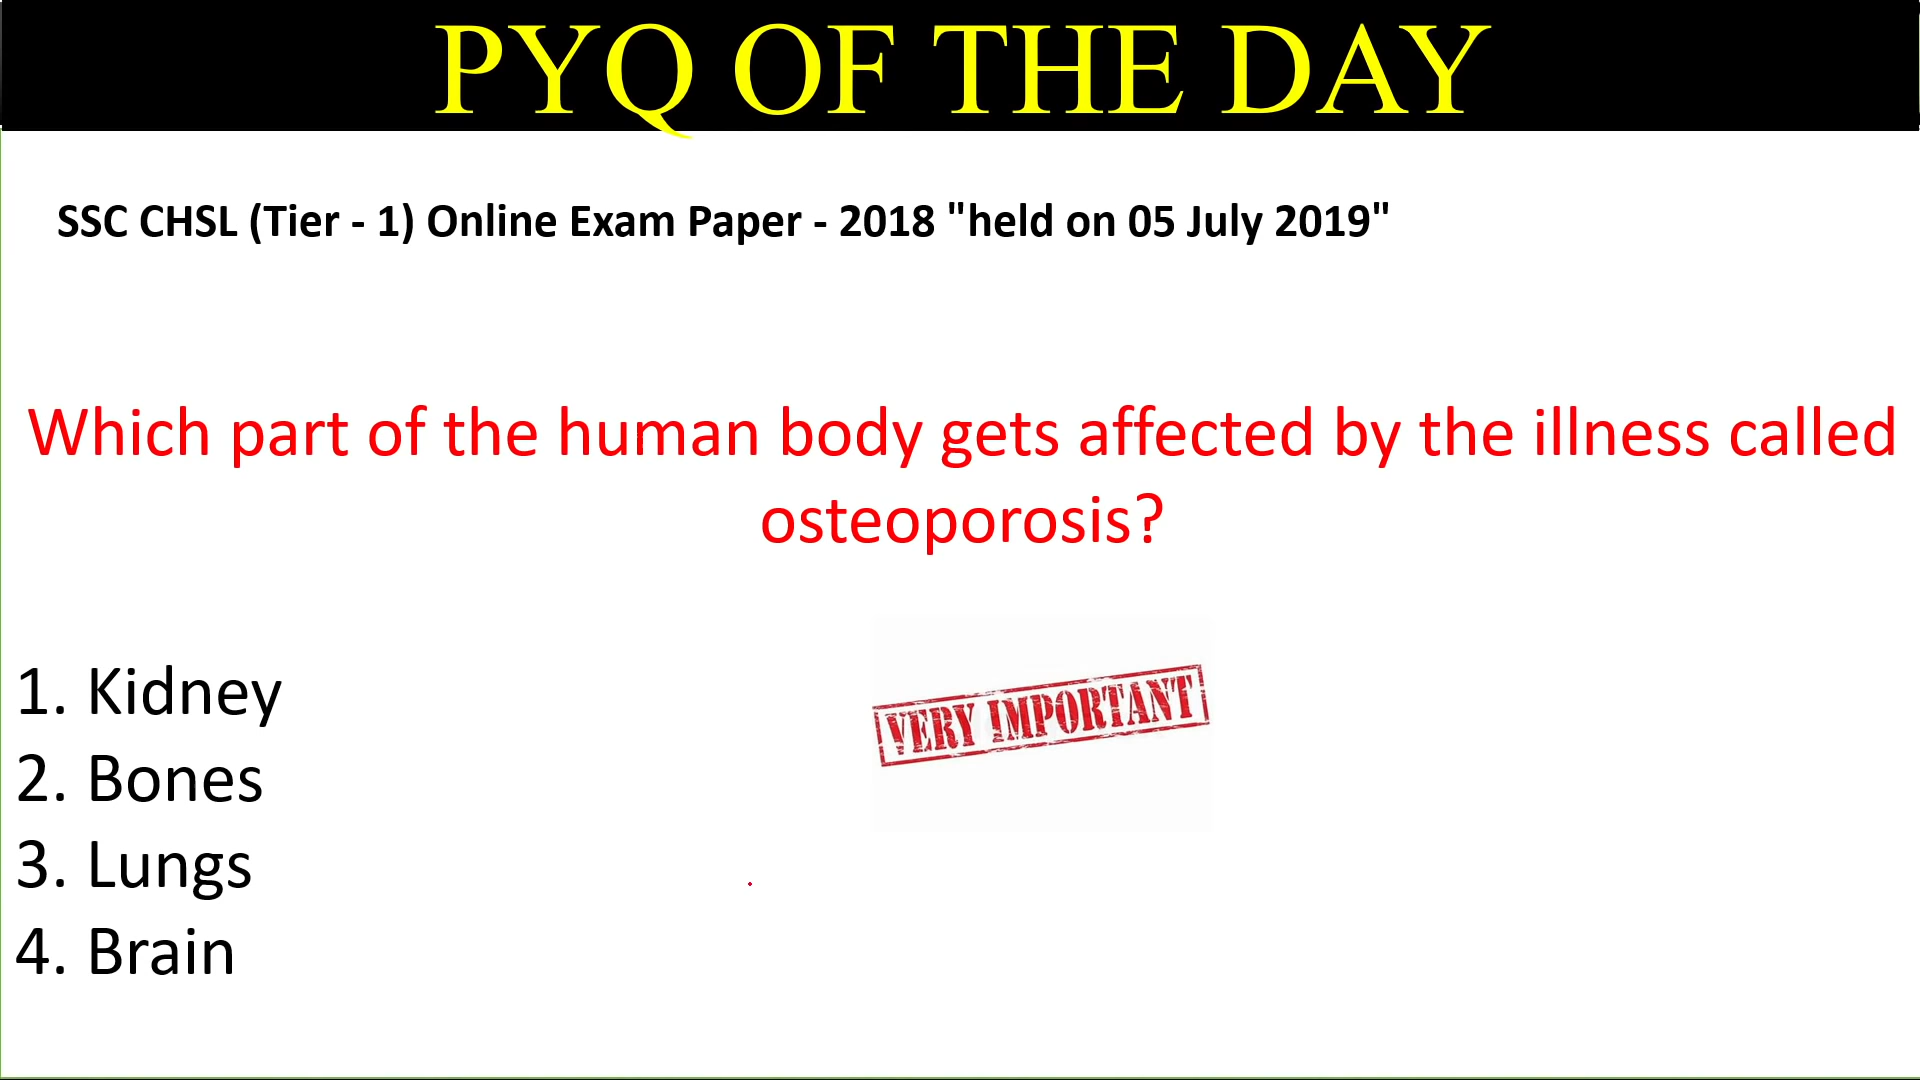 PYQ OF THE DAY
SSC CHSL (Tier - 1) Online Exam Paper - 2018 "held on 05 July 2019"
Which part of the human body gets affected by the illness called
osteoporosis?
VERY IMPORTANT
1. Kidney
2. Bones
3. Lungs
4. Brain